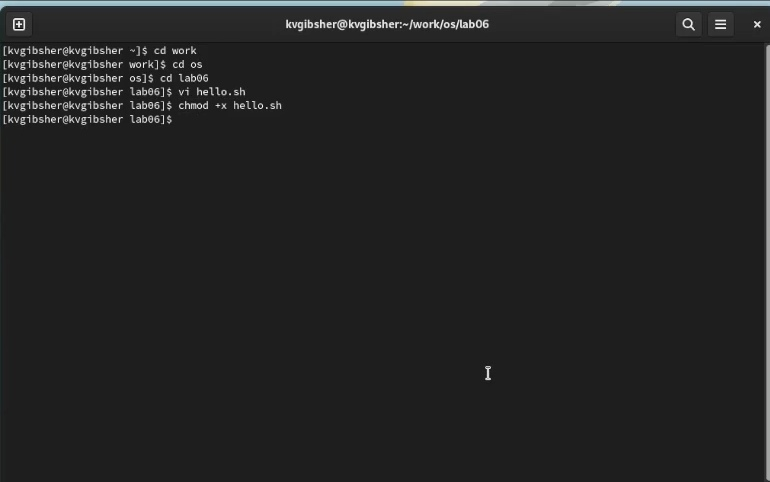 kvgibsher@kvgibsher:~/work/os/lab06
[kvgibsher@kvgibsher ~]$ cd work
[kvgibsher@kvgibsher work]$ cd os
[kvgibsher@kvgibsher os]$ cd lab06
[kvgibsher@kvgibsher lab06]$ vi hello.sh
[kvgibsher@kvgibsher lab06]$ chmod +x hello.sh
[kvgibsher@kvgibsher lab06]$